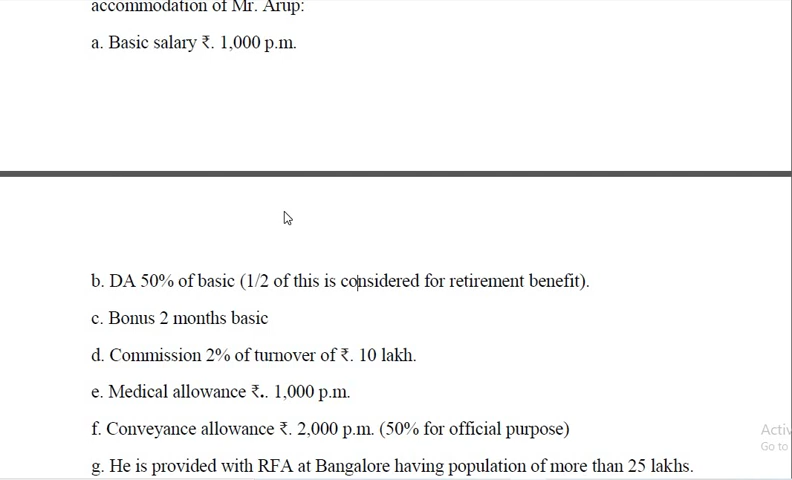 accommodation of Mr. Arup:
a. Basic salary ₹. 1,000 p.m.
b. DA 50% of basic (1/2 of this is considered for retirement benefit).
c. Bonus 2 months basic
d. Commission 2% of turnover of ₹. 10 lakh.
e. Medical allowance ₹.. 1,000 p.m.
f. Conveyance allowance ₹. 2,000 p.m. (50% for official purpose)
Go to
g. He is provided with RFA at Bangalore having population of more than 25 lakhs.